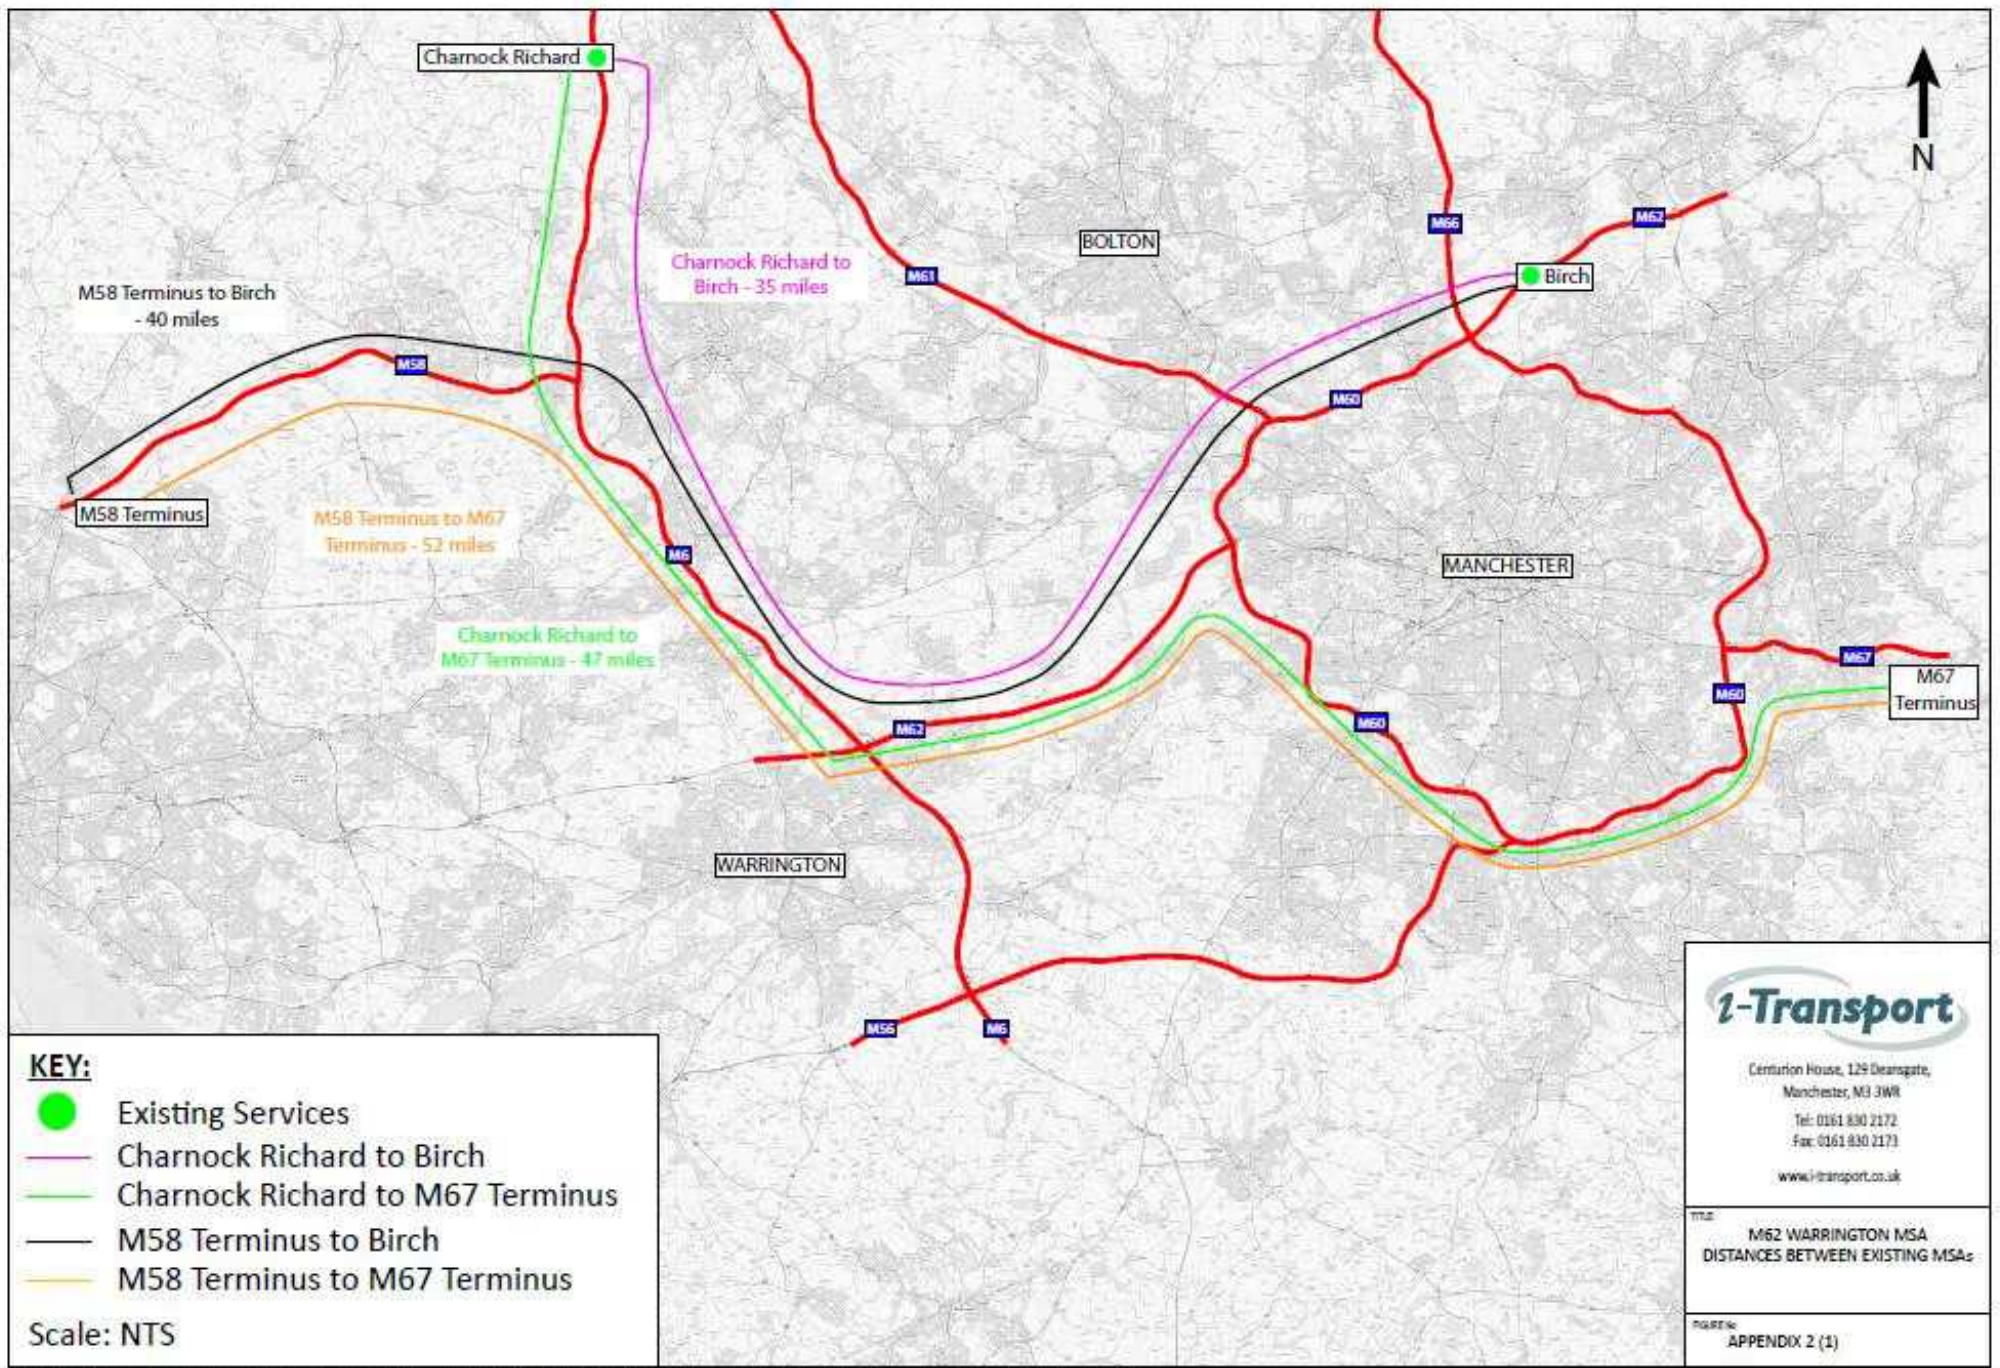 Charnock Richard
N
M66
M62
BOLTON
Charnock Richard to
Birch - 35 miles
M61
Birch
M58 Terminus to Birch
- 40 miles
M58
M60
M58 Terminus
M58 Terminus to M67
Terminus - 52 miles
M6
MANCHESTER
Charnock Richard to
M67 Terminus - 47 miles
M67
M67
Terminus
M60
M62
M60
WARRINGTON
M56
M6
KEY:
Existing Services
Charnock Richard to Birch
Charnock Richard to M67 Terminus
M58 Terminus to Birch
M58 Terminus to M67 Terminus
Scale: NTS
i-Transport
Centurion House, 129 Deansgate,
Manchester, M3 3WR
Tel: 0161 830 2172
Fax: 0161 830 2173
www.i-transport.co.uk
TITLE
M62 WARRINGTON MSA
DISTANCES BETWEEN EXISTING MSAs
FIGURE No
APPENDIX 2 (1)